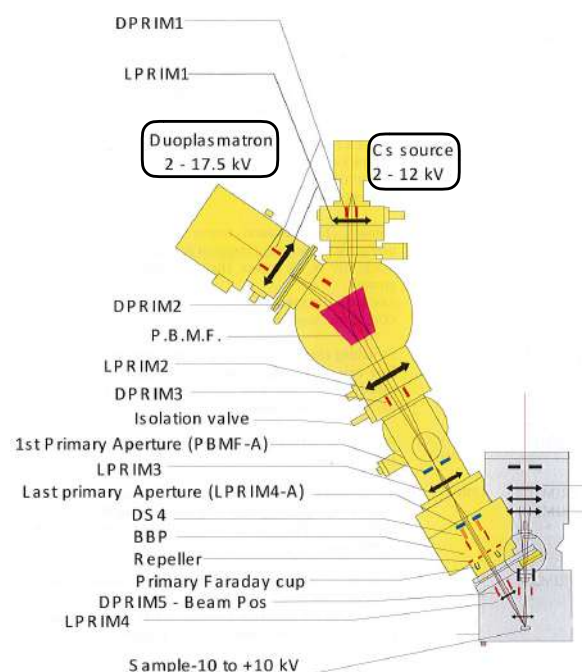 DPRIM1
LPRIM1
Duoplasmatron
2 - 17.5 kV
Cs source
2 - 12 kV
DPRIM2
P.B.M.F.
LPRIM2
DPRIM3
Isolation valve
1st Primary Aperture (PBMF-A)
LPRIM3
Last primary Aperture (LPRIM4-A)
DS4
BBP
Repeller
Primary Faraday cup
DPRIM5 - Beam Pos
LPRIM4
Sample-10 to +10 kV